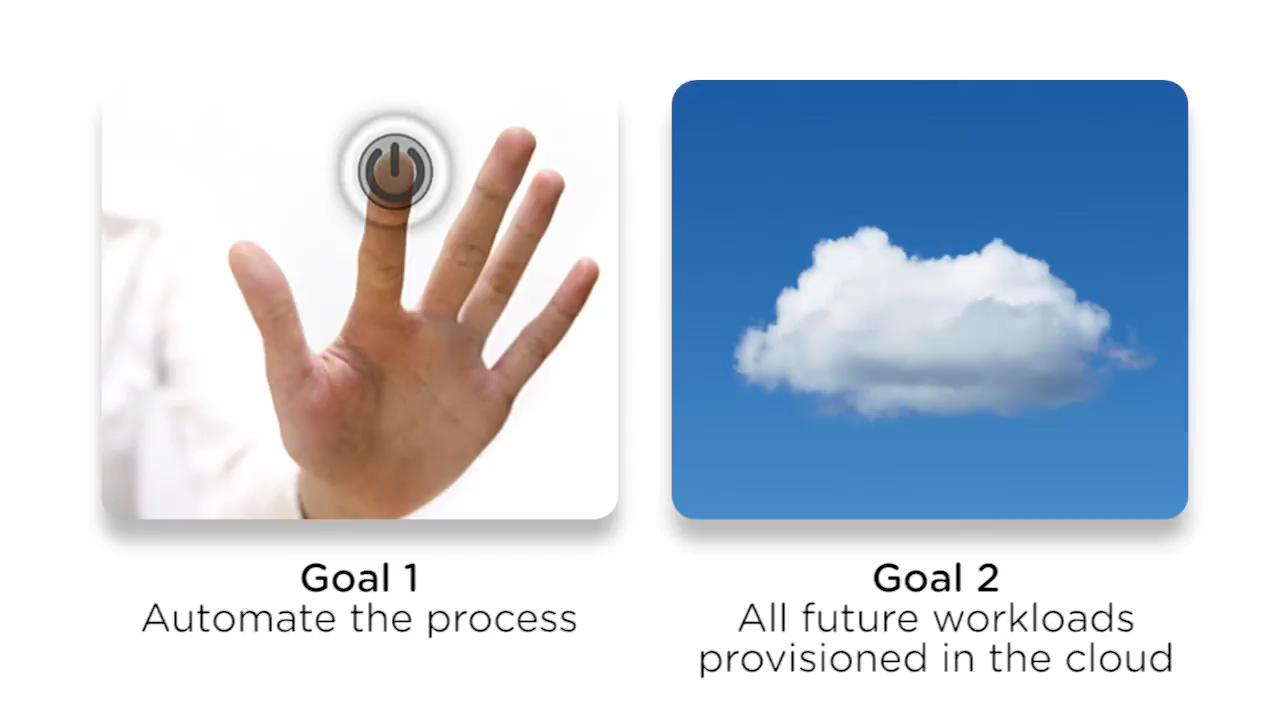 Goal 1
Automate the process
Goal 2
All future workloads
provisioned in the cloud